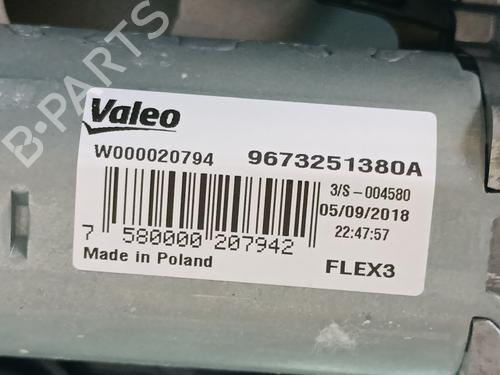 B-PARTS
Valeo
W000020794 9673251380A
3/S-004580
05/09/2018
7 580000 207942 22:47:57
Made in Poland FLEX3